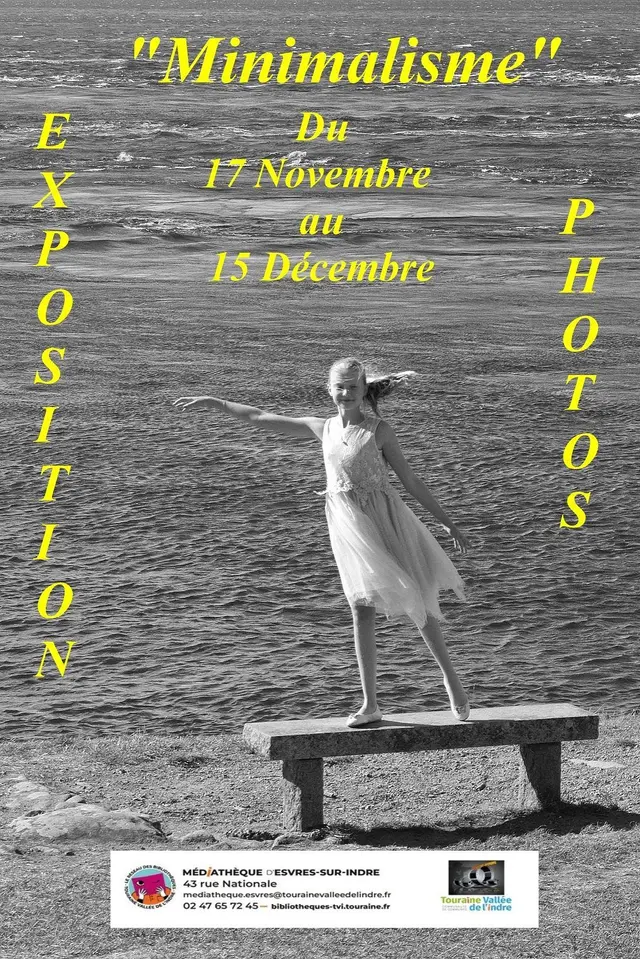 "Minimalisme"
Du
17 Novembre
au
15 Décembre
EXPOSITION
PHOTOS
MÉDIATHÈQUE D'ESVRES-SUR-INDRE
43 rue Nationale
mediatheque.esvres@tourainevalleedelindre.fr
02 47 65 72 45 — bibliotheques-tvi.touraine.fr
Touraine Vallée
de l'Indre